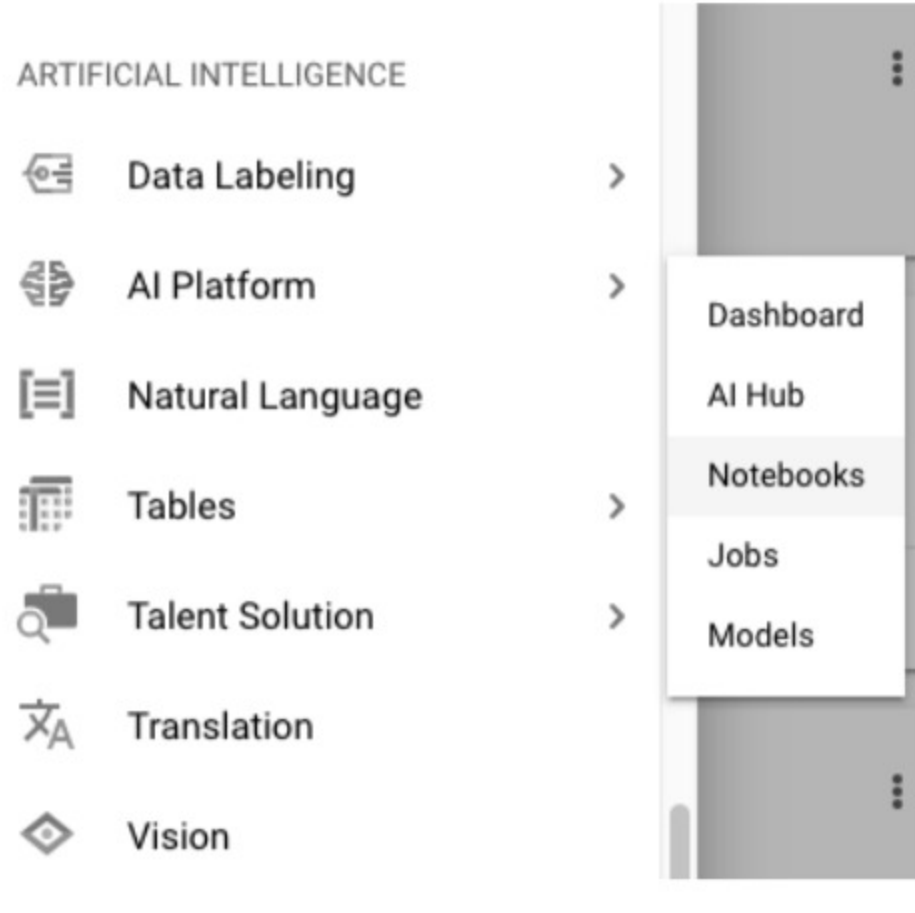 ARTIFICIAL INTELLIGENCE
Data Labeling
AI Platform
Natural Language
Tables
Talent Solution
Translation
Vision
Dashboard
AI Hub
Notebooks
Jobs
Models